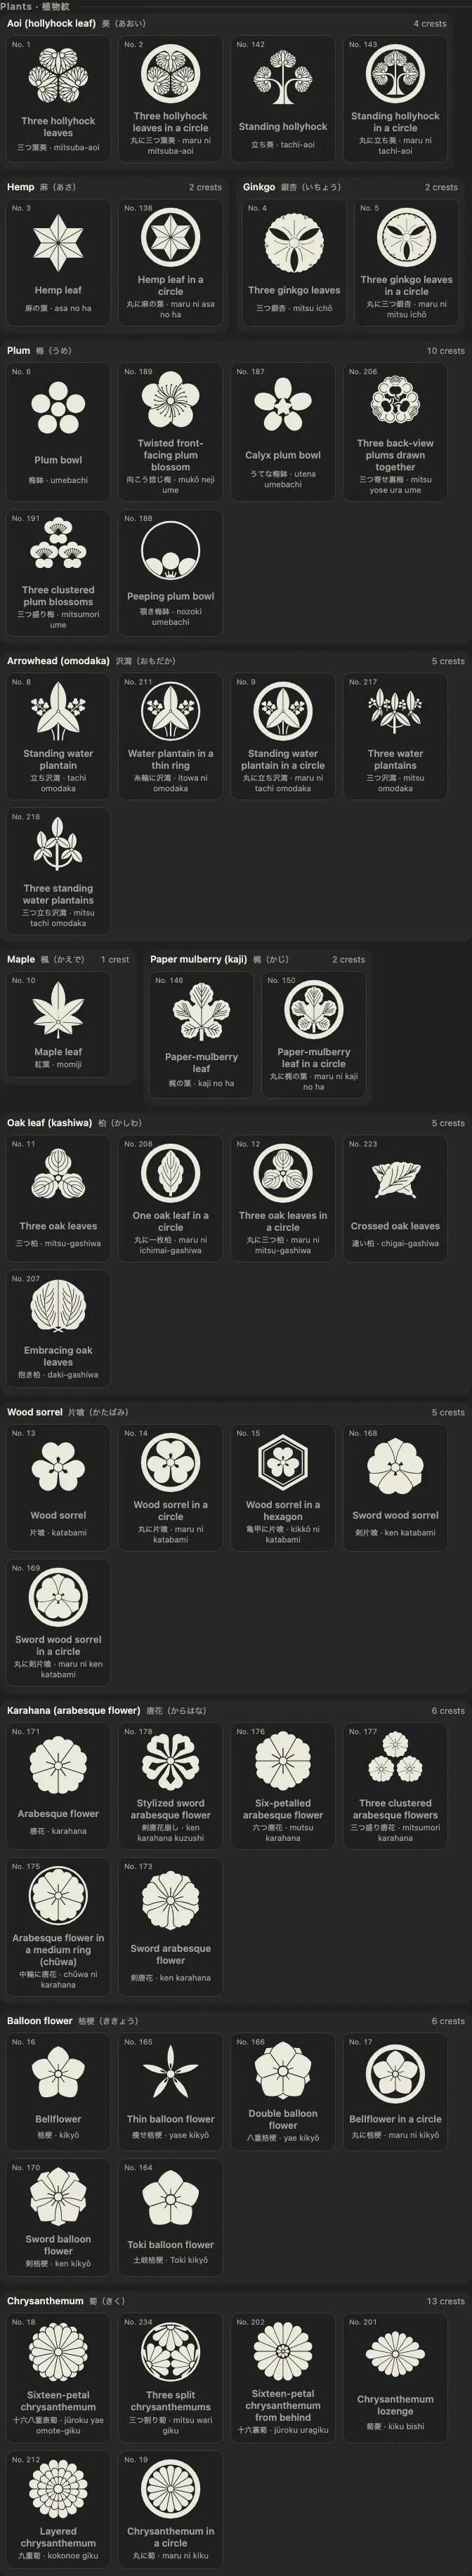 Plants · 植物紋
Aoi (hollyhock leaf) 葵（あおい） 4 crests
No. 1
Three hollyhock
leaves
三つ葉葵 · mitsuba-aoi
No. 2
Three hollyhock
leaves in a circle
丸に三つ葉葵 · maru ni
mitsuba-aoi
No. 142
Standing hollyhock
立ち葵 · tachi-aoi
No. 143
Standing hollyhock
in a circle
丸に立ち葵 · maru ni
tachi-aoi
Hemp 麻（あさ） 2 crests
No. 3
Hemp leaf
麻の葉 · asa no ha
No. 138
Hemp leaf in a
circle
丸に麻の葉 · maru ni asa
no ha
Ginkgo 銀杏（いちょう） 2 crests
No. 4
Three ginkgo leaves
三つ銀杏 · mitsu ichō
No. 5
Three ginkgo leaves
in a circle
丸に三つ銀杏 · maru ni
mitsu ichō
Plum 梅（うめ） 10 crests
No. 6
Plum bowl
梅鉢 · umebachi
No. 189
Twisted front-
facing plum
blossom
向こう捻じ梅 · mukō neji
ume
No. 187
Calyx plum bowl
うてな梅鉢 · utena
umebachi
No. 206
Three back-view
plums drawn
together
三つ寄せ裏梅 · mitsu
yose ura ume
No. 191
Three clustered
plum blossoms
三つ盛り梅 · mitsumori
ume
No. 188
Peeping plum bowl
覗き梅鉢 · nozoki
umebachi
Arrowhead (omodaka) 沢瀉（おもだか） 5 crests
No. 8
Standing water
plantain
立ち沢瀉 · tachi
omodaka
No. 211
Water plantain in a
thin ring
糸輪に沢瀉 · itowa ni
omodaka
No. 9
Standing water
plantain in a circle
丸に立ち沢瀉 · maru ni
tachi omodaka
No. 217
Three water
plantains
三つ沢瀉 · mitsu
omodaka
No. 216
Three standing
water plantains
三つ立ち沢瀉 · mitsu
tachi omodaka
Maple 楓（かえで） 1 crest
No. 10
Maple leaf
紅葉 · momiji
Paper mulberry (kaji) 梶（かじ） 2 crests
No. 146
Paper-mulberry
leaf
梶の葉 · kaji no ha
No. 150
Paper-mulberry
leaf in a circle
丸に梶の葉 · maru ni kaji
no ha
Oak leaf (kashiwa) 柏（かしわ） 5 crests
No. 11
Three oak leaves
三つ柏 · mitsu-gashiwa
No. 208
One oak leaf in a
circle
丸に一枚柏 · maru ni
ichimai-gashiwa
No. 12
Three oak leaves in
a circle
丸に三つ柏 · maru ni
mitsu-gashiwa
No. 223
Crossed oak leaves
違い柏 · chigai-gashiwa
No. 207
Embracing oak
leaves
抱き柏 · daki-gashiwa
Wood sorrel 片喰（かたばみ） 5 crests
No. 13
Wood sorrel
片喰 · katabami
No. 14
Wood sorrel in a
circle
丸に片喰 · maru ni
katabami
No. 15
Wood sorrel in a
hexagon
亀甲に片喰 · kikkō ni
katabami
No. 168
Sword wood sorrel
剣片喰 · ken katabami
No. 169
Sword wood sorrel
in a circle
丸に剣片喰 · maru ni ken
katabami
Karahana (arabesque flower) 唐花（からはな） 6 crests
No. 171
Arabesque flower
唐花 · karahana
No. 178
Stylized sword
arabesque flower
剣唐花崩し · ken
karahana kuzushi
No. 176
Six-petalled
arabesque flower
六つ唐花 · mutsu
karahana
No. 177
Three clustered
arabesque flowers
三つ盛り唐花 · mitsumori
karahana
No. 175
Arabesque flower in
a medium ring
(chūwa)
中輪に唐花 · chūwa ni
karahana
No. 173
Sword arabesque
flower
剣唐花 · ken karahana
Balloon flower 桔梗（ききょう） 6 crests
No. 16
Bellflower
桔梗 · kikyō
No. 165
Thin balloon flower
痩せ桔梗 · yase kikyō
No. 166
Double balloon
flower
八重桔梗 · yae kikyō
No. 17
Bellflower in a circle
丸に桔梗 · maru ni kikyō
No. 170
Sword balloon
flower
剣桔梗 · ken kikyō
No. 164
Toki balloon flower
土岐桔梗 · Toki kikyō
Chrysanthemum 菊（きく） 13 crests
No. 18
Sixteen-petal
chrysanthemum
十六八重表菊 · jūroku yae
omote-giku
No. 234
Three split
chrysanthemums
三つ割り菊 · mitsu wari
giku
No. 202
Sixteen-petal
chrysanthemum
from behind
十六裏菊 · jūroku uragiku
No. 201
Chrysanthemum
lozenge
菊菱 · kiku bishi
No. 212
Layered
chrysanthemum
九重菊 · kokonoe giku
No. 19
Chrysanthemum in
a circle
丸に菊 · maru ni kiku